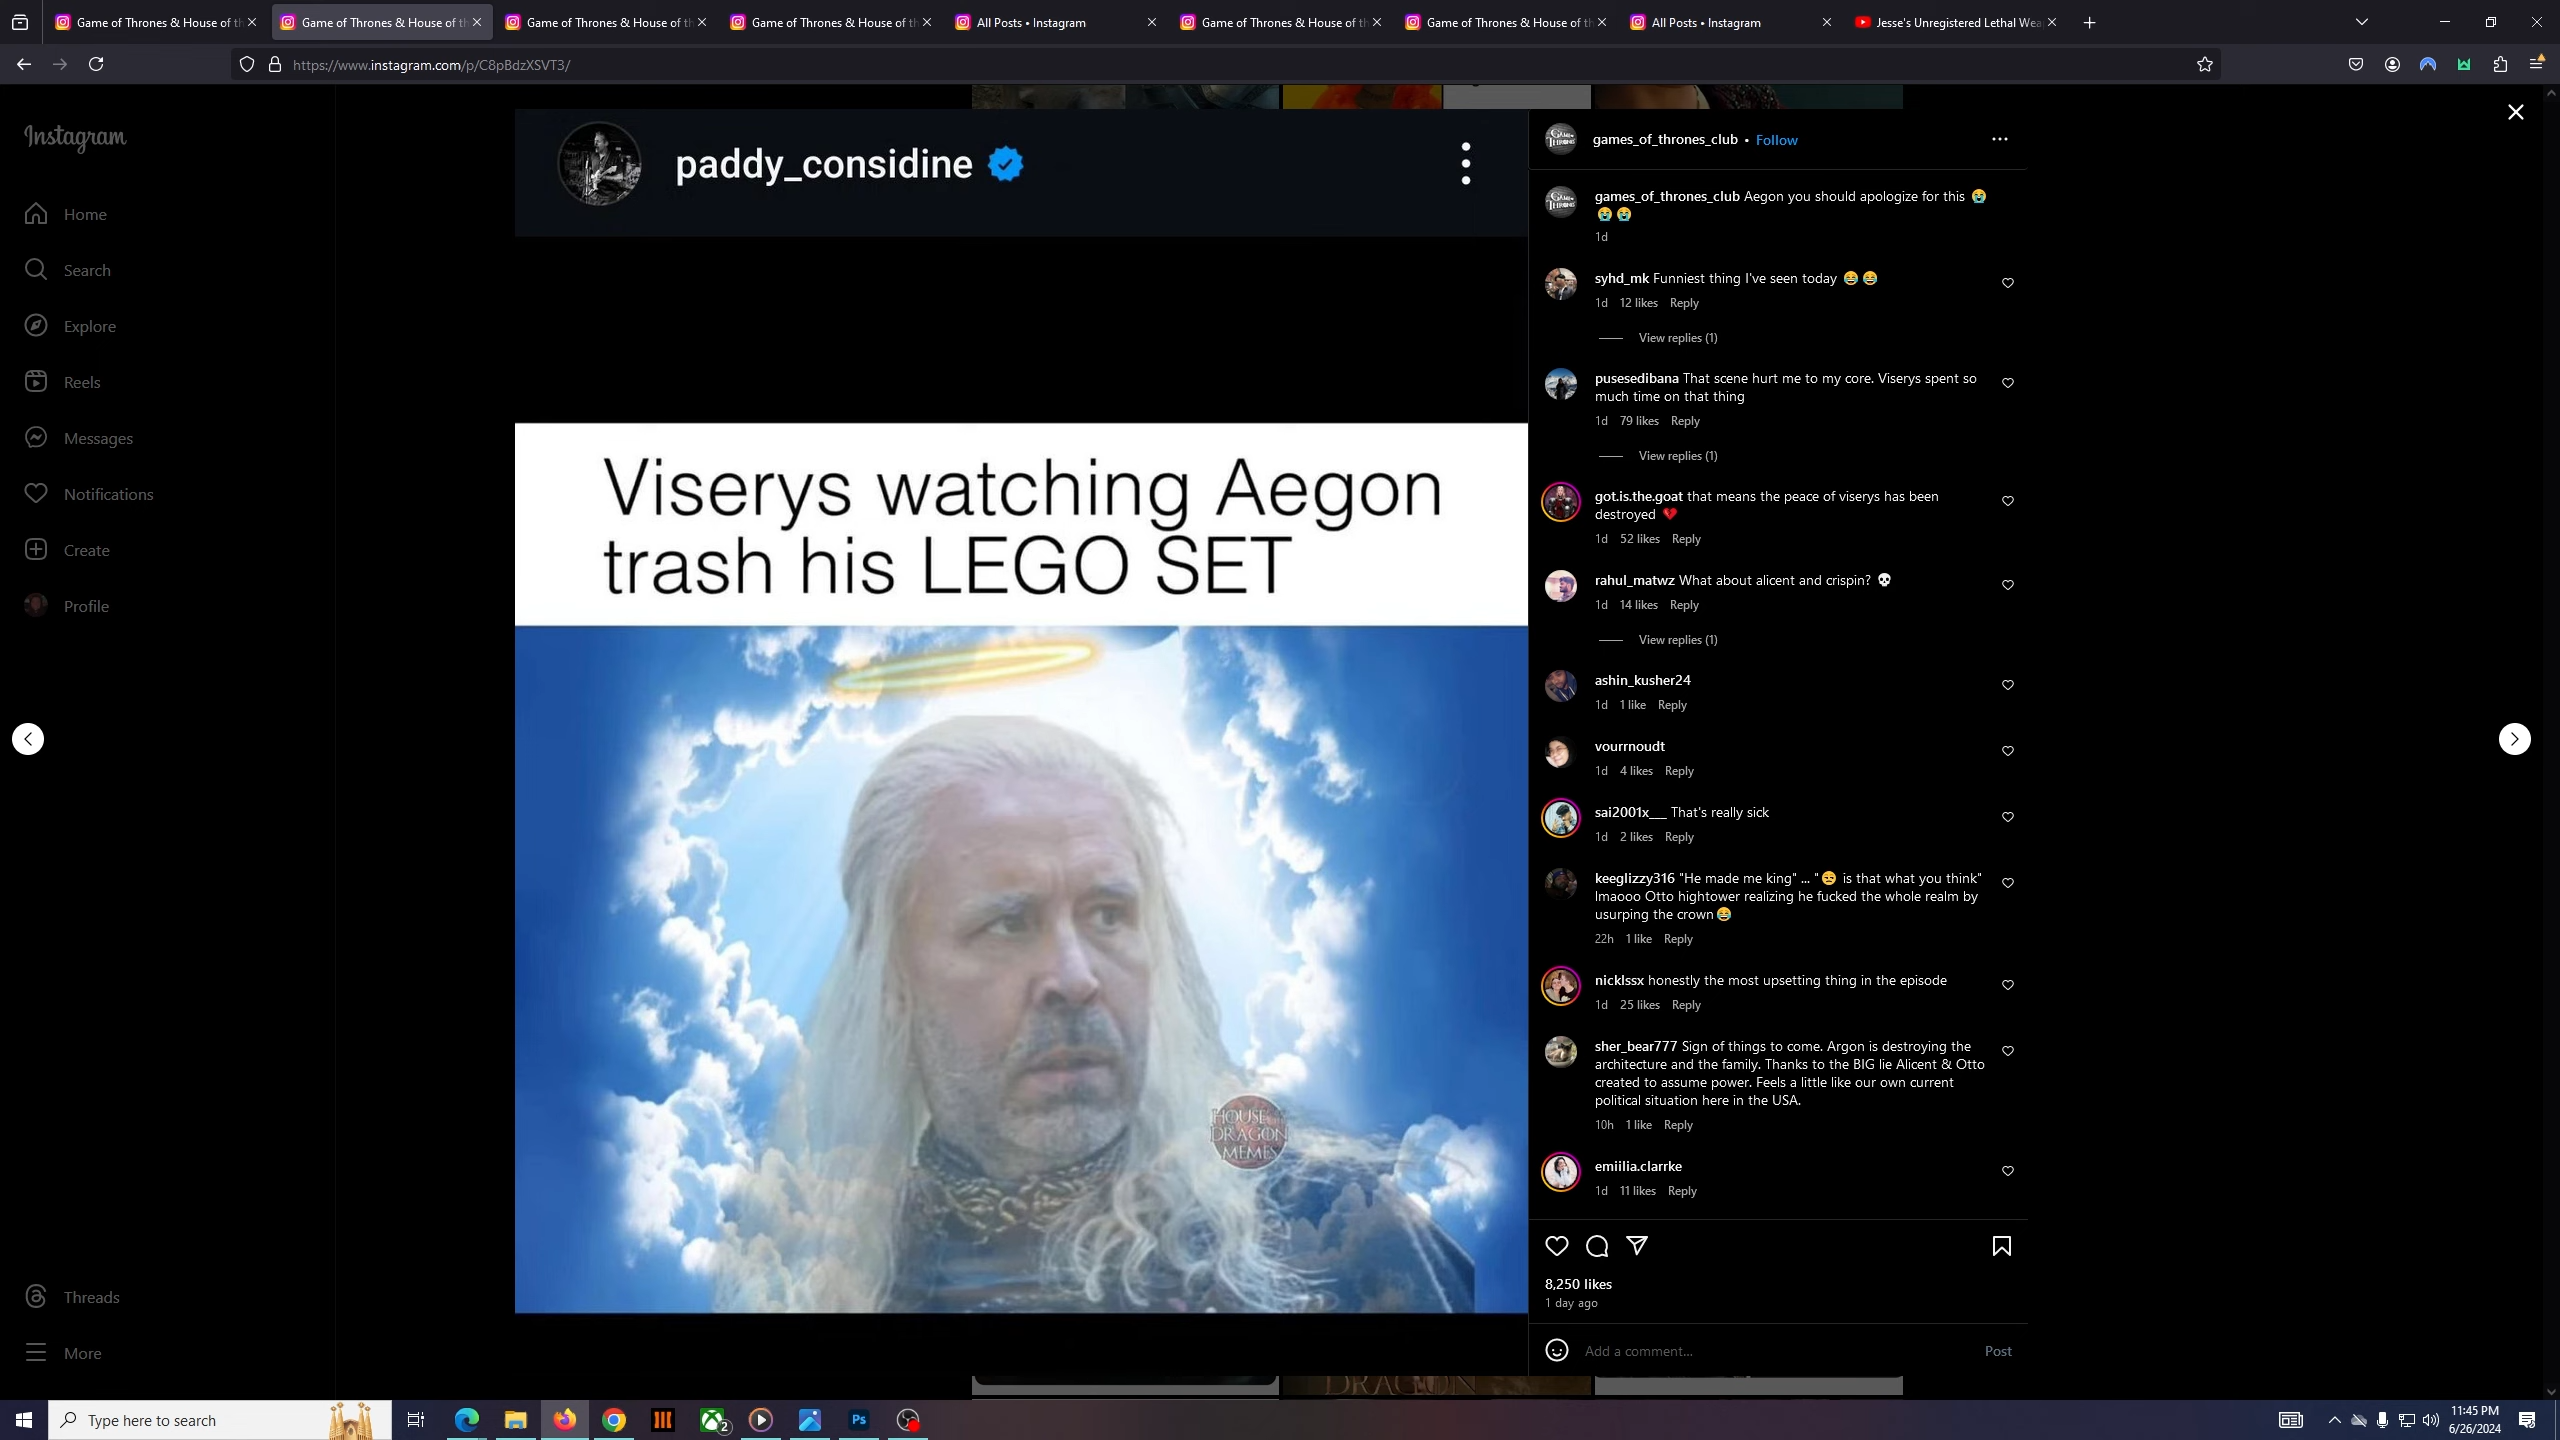 Game of Thrones & House of th
Game of Thrones & House of th
Game of Thrones & House of th
Game of Thrones & House of th
All Posts • Instagram
Game of Thrones & House of th
Game of Thrones & House of th
All Posts • Instagram
Jesse's Unregistered Lethal Wea
https://www.instagram.com/p/C8pBdzXSVT3/
Instagram
Home
Search
Explore
Reels
Messages
Notifications
Create
Profile
Threads
More
paddy_considine
Viserys watching Aegon
trash his LEGO SET
HOUSE
DRAGON
MEMES
games_of_thrones_club • Follow
games_of_thrones_club Aegon you should apologize for this 😭
😭😭
1d
syhd_mk Funniest thing I've seen today 😂😂
1d 12 likes Reply
View replies (1)
pusesedibana That scene hurt me to my core. Viserys spent so
much time on that thing
1d 79 likes Reply
View replies (1)
got.is.the.goat that means the peace of viserys has been
destroyed 💔
1d 52 likes Reply
rahul_matwz What about alicent and crispin? 💀
1d 14 likes Reply
View replies (1)
ashin_kusher24
1d 1 like Reply
vourrnoudt
1d 4 likes Reply
sai2001x___ That's really sick
1d 2 likes Reply
keeglizzy316 "He made me king" ... "😒 is that what you think"
lmaooo Otto hightower realizing he fucked the whole realm by
usurping the crown😂
22h 1 like Reply
nicklssx honestly the most upsetting thing in the episode
1d 25 likes Reply
sher_bear777 Sign of things to come. Argon is destroying the
architecture and the family. Thanks to the BIG lie Alicent & Otto
created to assume power. Feels a little like our own current
political situation here in the USA.
10h 1 like Reply
emiilia.clarrke
1d 11 likes Reply
8,250 likes
1 day ago
Add a comment...
Post
DRAGON
Type here to search
2
Ps
11:45 PM
6/26/2024